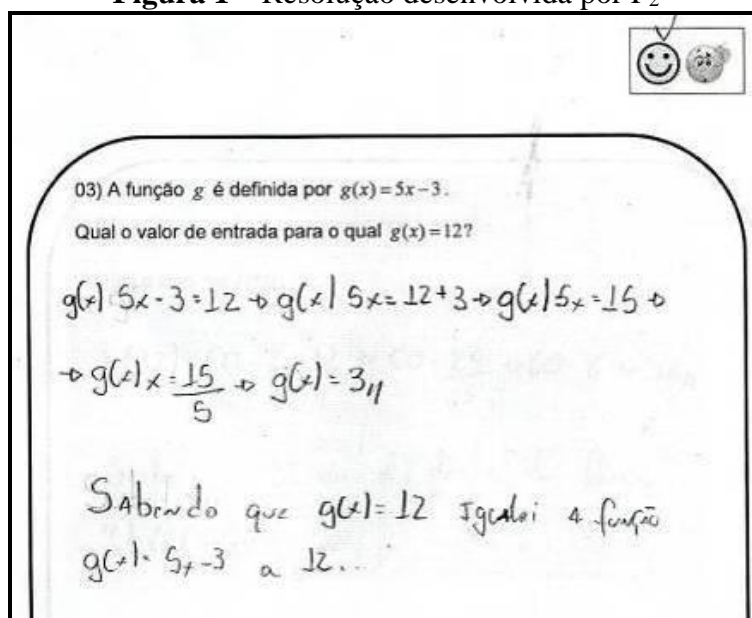 Figura 1 – Resolução desenvolvida por P2
03) A função g é definida por g(x)=5x−3.
Qual o valor de entrada para o qual g(x)=12?
g(x) 5x-3=12 → g(x) 5x=12+3 → g(x) 5x=15 →
→ g(x) x=15/5 → g(x)=3//
Sabendo que g(x)=12 Igualei a função
g(x)= 5x-3 a 12...